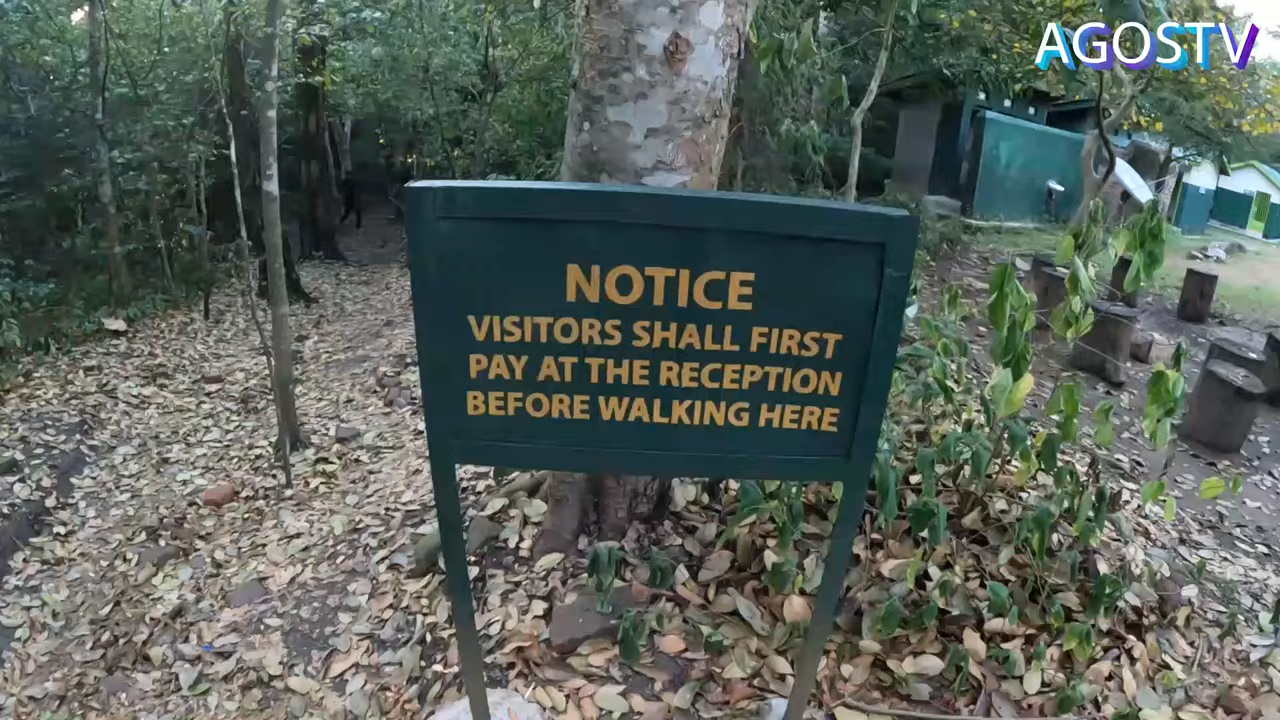 AGOSTV
NOTICE
VISITORS SHALL FIRST
PAY AT THE RECEPTION
BEFORE WALKING HERE